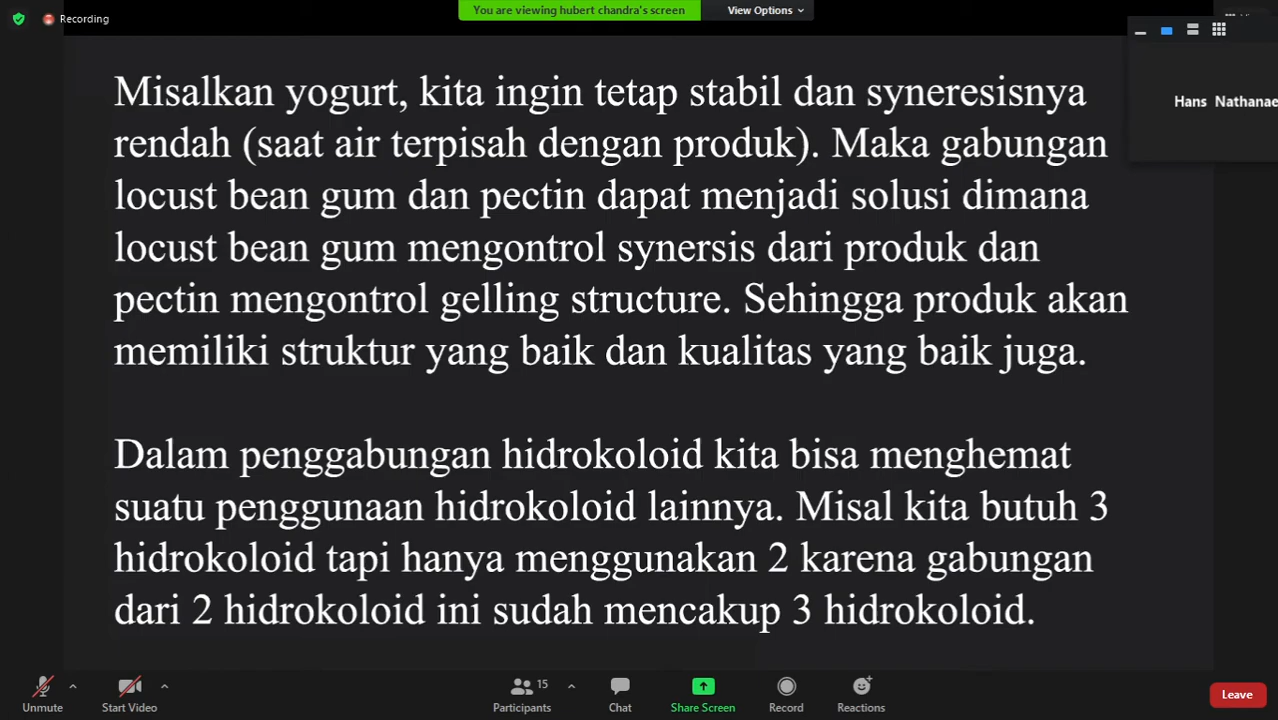 Recording
You are viewing hubert chandra's screen
View Options
Hans Nathanae
Misalkan yogurt, kita ingin tetap stabil dan syneresisnya
rendah (saat air terpisah dengan produk). Maka gabungan
locust bean gum dan pectin dapat menjadi solusi dimana
locust bean gum mengontrol synersis dari produk dan
pectin mengontrol gelling structure. Sehingga produk akan
memiliki struktur yang baik dan kualitas yang baik juga.
Dalam penggabungan hidrokoloid kita bisa menghemat
suatu penggunaan hidrokoloid lainnya. Misal kita butuh 3
hidrokoloid tapi hanya menggunakan 2 karena gabungan
dari 2 hidrokoloid ini sudah mencakup 3 hidrokoloid.
Unmute
Start Video
15
Participants
Chat
Share Screen
Record
Reactions
Leave